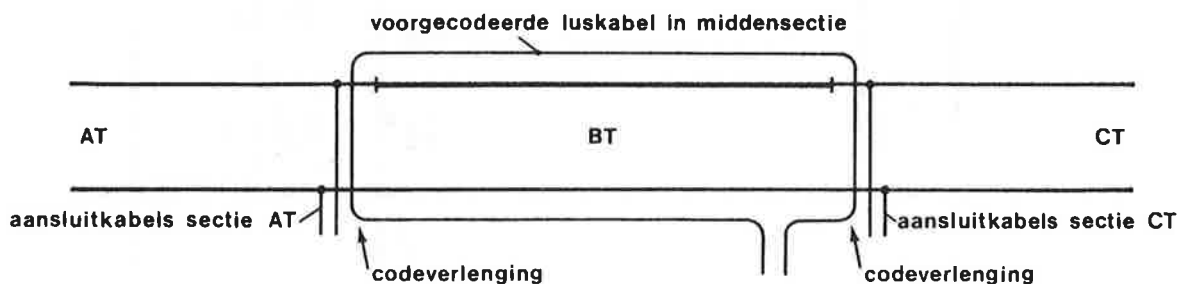 voorgecodeerde luskabel in middensectie
AT
BT
CT
aansluitkabels sectie AT
aansluitkabels sectie CT
codeverlenging
codeverlenging